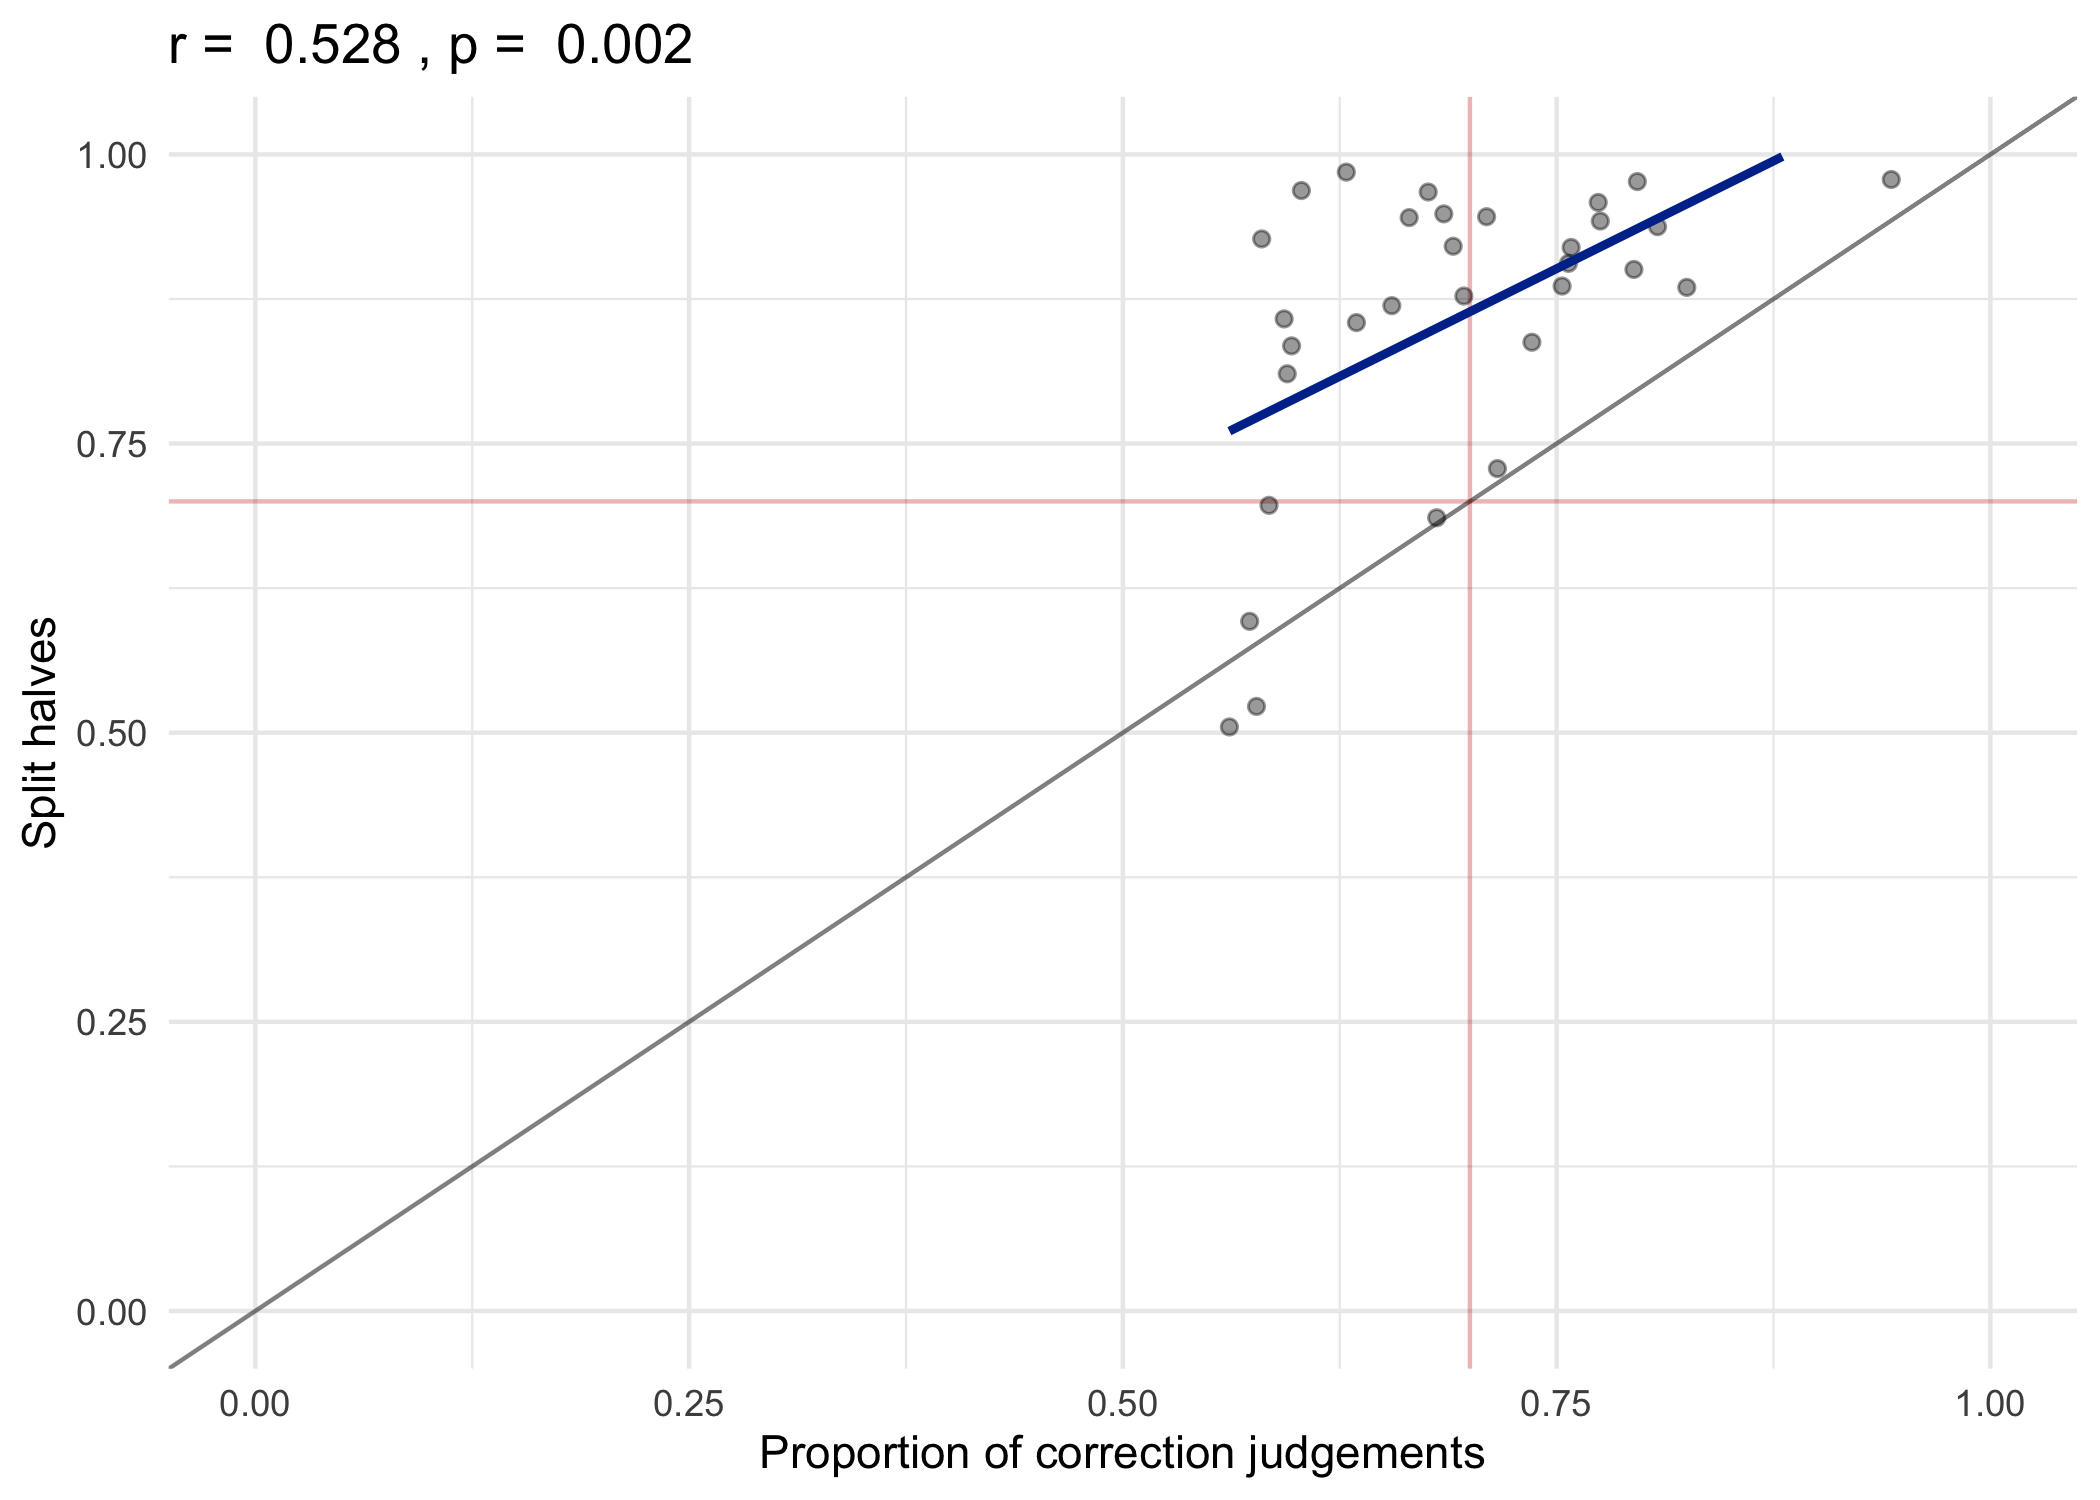 r =  0.528 , p =  0.002
1.00
0.75
0.50
0.25
0.00
Split halves
0.00 0.25 0.50 0.75 1.00
Proportion of correction judgements